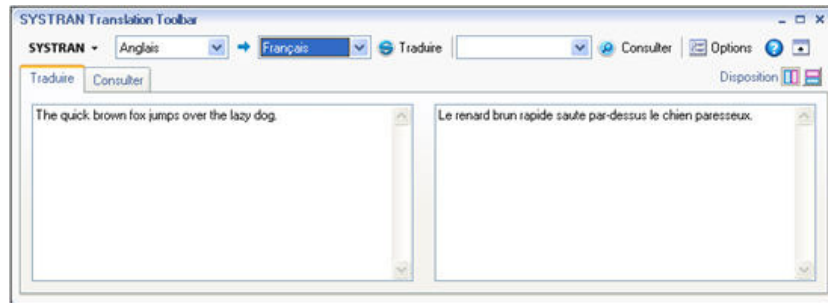 SYSTRAN Translation Toolbar
SYSTRAN Anglais Français Traduire Consulter Options
Traduire Consulter Disposition
The quick brown fox jumps over the lazy dog. Le renard brun rapide saute par-dessus le chien paresseux.